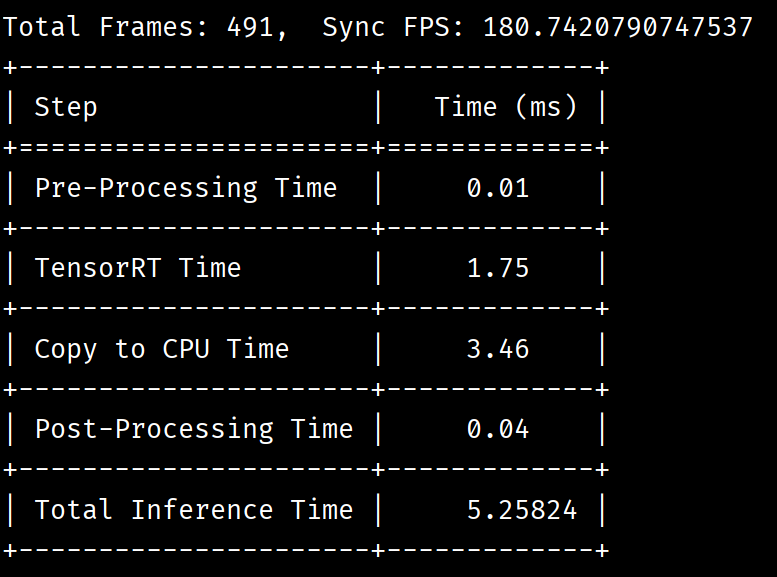 Total Frames: 491,  Sync FPS: 180.7420790747537
+----------------------+-------------+
| Step                 |   Time (ms) |
+======================+=============+
| Pre-Processing Time  |     0.01    |
+----------------------+-------------+
| TensorRT Time        |     1.75    |
+----------------------+-------------+
| Copy to CPU Time     |     3.46    |
+----------------------+-------------+
| Post-Processing Time |     0.04    |
+----------------------+-------------+
| Total Inference Time |     5.25824 |
+----------------------+-------------+